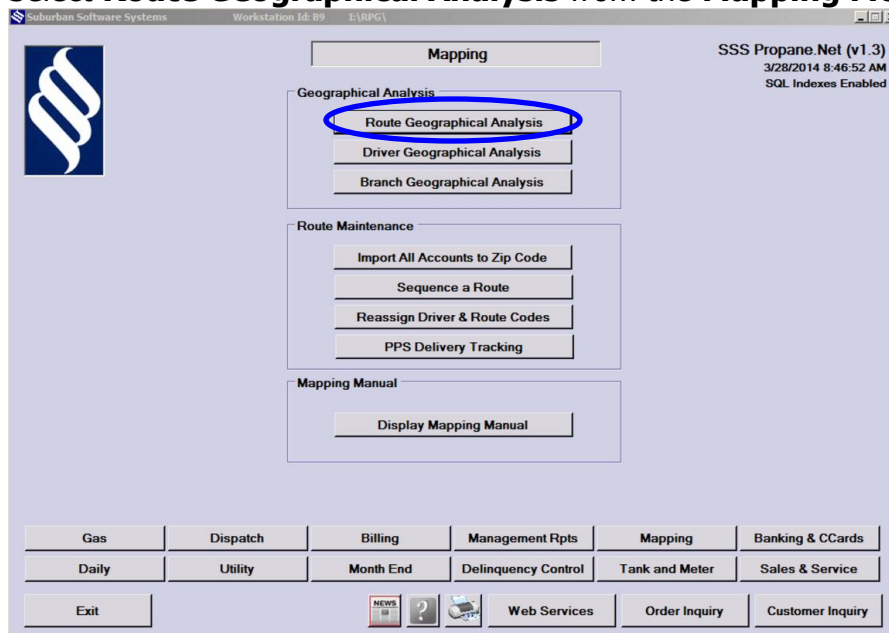 Select Route Geographical Analysis from the Mapping
Suburban Software Systems Workstation Id: B9 I:\RPG\
Mapping
SSS Propane.Net (v1.3)
3/28/2014 8:46:52 AM
SQL Indexes Enabled
Geographical Analysis
Route Geographical Analysis
Driver Geographical Analysis
Branch Geographical Analysis
Route Maintenance
Import All Accounts to Zip Code
Sequence a Route
Reassign Driver & Route Codes
PPS Delivery Tracking
Mapping Manual
Display Mapping Manual
Gas Dispatch Billing Management Rpts Mapping Banking & CCards
Daily Utility Month End Delinquency Control Tank and Meter Sales & Service
Exit NEWS ? Web Services Order Inquiry Customer Inquiry